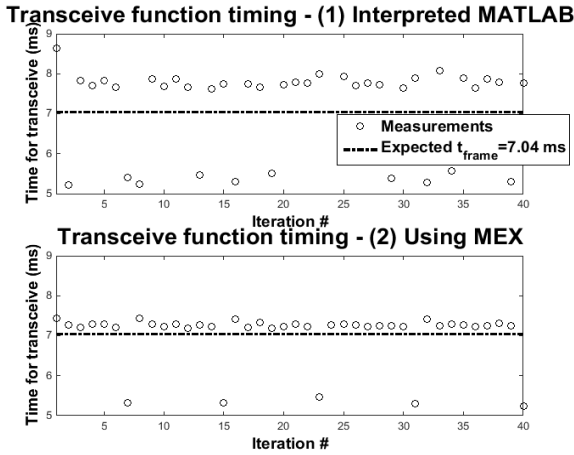 Transceive function timing - (1) Interpreted MATLAB
9
8
7
6
5
Time for transceive (ms)
Measurements
Expected t_frame=7.04 ms
5 10 15 20 25 30 35 40
Iteration #
Transceive function timing - (2) Using MEX
9
8
7
6
5
Time for transceive (ms)
5 10 15 20 25 30 35 40
Iteration #